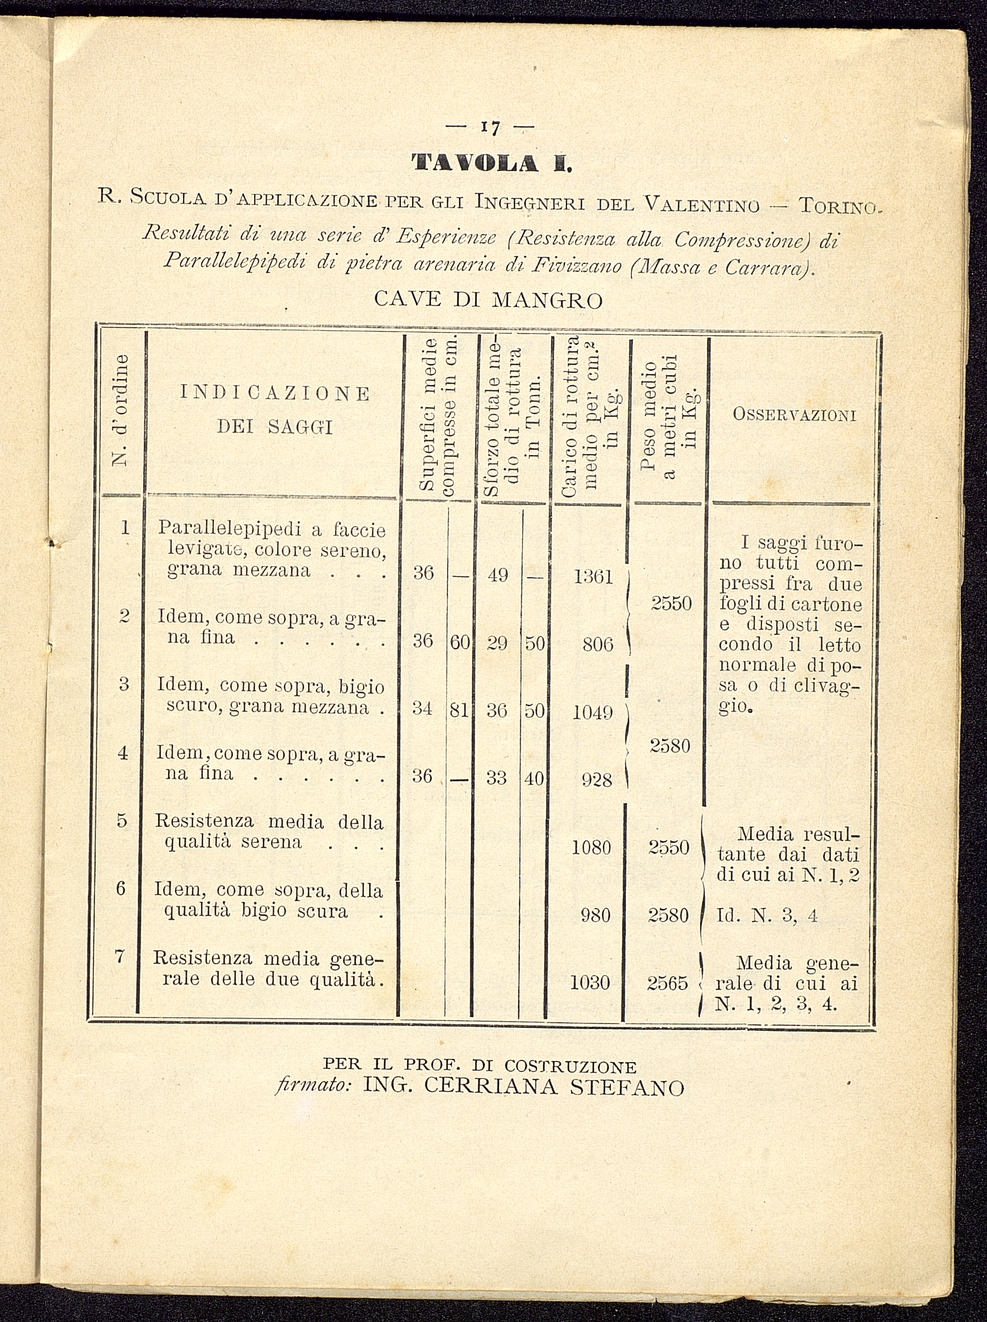 — 17 —
TAVOLA I.
R. SCUOLA D'APPLICAZIONE PER GLI INGEGNERI DEL VALENTINO — TORINO.
Resultati di una serie d' Esperienze (Resistenza alla Compressione) di
Parallelepipedi di pietra arenaria di Fivizzano (Massa e Carrara).
CAVE DI MANGRO
N. d'ordine
INDICAZIONE
DEI SAGGI
Superfici medie
compresse in cm.
Sforzo totale me-
dio di rottura
in Tonn.
Carico di rottura
medio per cm.²
in Kg.
Peso medio
a metri cubi
in Kg.
OSSERVAZIONI
1 Parallelepipedi a faccie
levigate, colore sereno,
grana mezzana . . . 36 — 49 — 1361
2550
2 Idem, come sopra, a gra-
na fina . . . . . . 36 60 29 50 806
3 Idem, come sopra, bigio
scuro, grana mezzana . 34 81 36 50 1049
2580
4 Idem, come sopra, a gra-
na fina . . . . . . 36 — 33 40 928
I saggi furo-
no tutti com-
pressi fra due
fogli di cartone
e disposti se-
condo il letto
normale di po-
sa o di clivag-
gio.
5 Resistenza media della
qualità serena . . . 1080 2550
Media resul-
tante dai dati
di cui ai N. 1, 2
6 Idem, come sopra, della
qualità bigio scura . 980 2580 Id. N. 3, 4
7 Resistenza media gene-
rale delle due qualità. 1030 2565
Media gene-
rale di cui ai
N. 1, 2, 3, 4.
PER IL PROF. DI COSTRUZIONE
firmato: ING. CERRIANA STEFANO